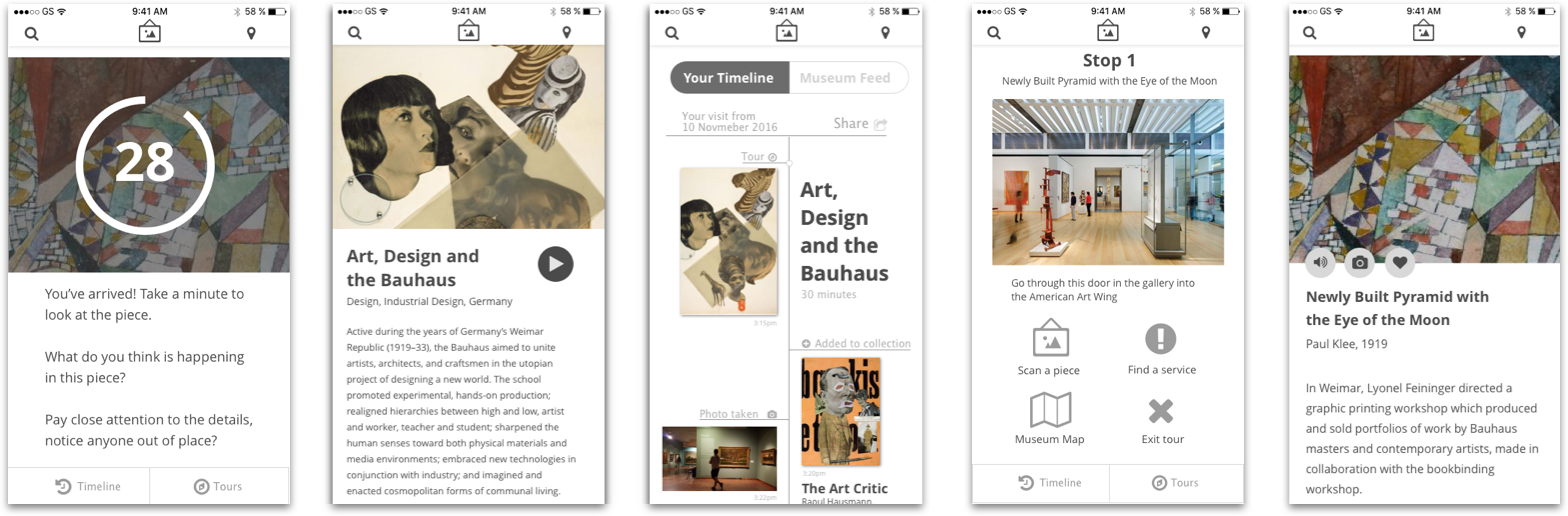 ●●●○○ GS 9:41 AM 58 %
28
You've arrived! Take a minute to
look at the piece.
What do you think is happening
in this piece?
Pay close attention to the details,
notice anyone out of place?
Timeline Tours
●●●○○ GS 9:41 AM 58 %
Art, Design and
the Bauhaus
Design, Industrial Design, Germany
Active during the years of Germany's Weimar
Republic (1919–33), the Bauhaus aimed to unite
artists, architects, and craftsmen in the utopian
project of designing a new world. The school
promoted experimental, hands-on production;
realigned hierarchies between high and low, artist
and worker, teacher and student; sharpened the
human senses toward both physical materials and
media environments; embraced new technologies in
conjunction with industry; and imagined and
enacted cosmopolitan forms of communal living.
●●●○○ GS 9:41 AM 58 %
Your Timeline Museum Feed
Your visit from
10 Novmeber 2016
Share
Tour
Art,
Design
and the
Bauhaus
30 minutes
3:15pm
Added to collection
3:20pm
The Art Critic
Raoul Hausmann
Photo taken
3:22pm
●●●○○ GS 9:41 AM 58 %
Stop 1
Newly Built Pyramid with the Eye of the Moon
Go through this door in the gallery into
the American Art Wing
Scan a piece Find a service
Museum Map Exit tour
Timeline Tours
●●●○○ GS 9:41 AM 58 %
Newly Built Pyramid with
the Eye of the Moon
Paul Klee, 1919
In Weimar, Lyonel Feininger directed a
graphic printing workshop which produced
and sold portfolios of work by Bauhaus
masters and contemporary artists, made in
collaboration with the bookbinding
workshop.